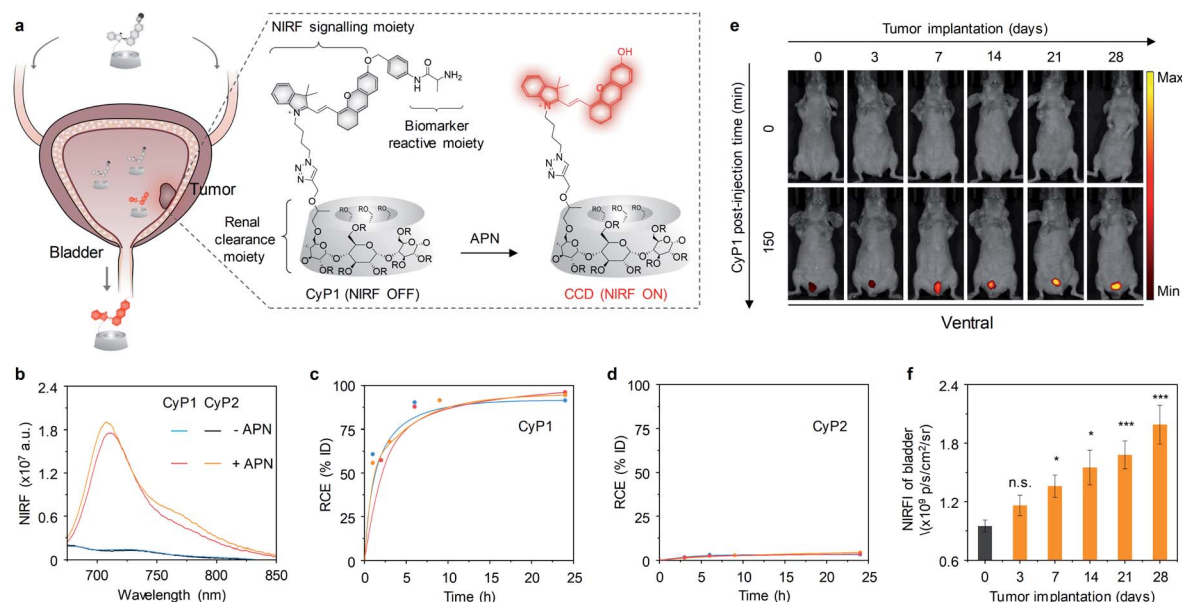 a
NIRF signalling moiety
OH
O
O
NH2
N
H
O
N
+
N
+
Biomarker
reactive moiety
N
N
N
N
N
N
Tumor
Renal
clearance
moiety
Bladder
APN
RO
OR
CyP1 (NIRF OFF)
CCD (NIRF ON)
e
Tumor implantation (days)
0 3 7 14 21 28
CyP1 post-injection time (min)
0
150
Max
Min
Ventral
b
NIRF (x10⁷ a.u.)
2.4
1.8
1.2
0.6
0
CyP1 CyP2
- APN
+ APN
700 750 800 850
Wavelength (nm)
c
RCE (% ID)
100
75
50
25
0
CyP1
0 5 10 15 20 25
Time (h)
d
RCE (% ID)
100
75
50
25
0
CyP2
0 5 10 15 20 25
Time (h)
f
NIRFI of bladder
\(x10⁹ p/s/cm²/sr)
2.4
1.8
1.2
0.6
n.s.
*
*
***
***
0 3 7 14 21 28
Tumor implantation (days)